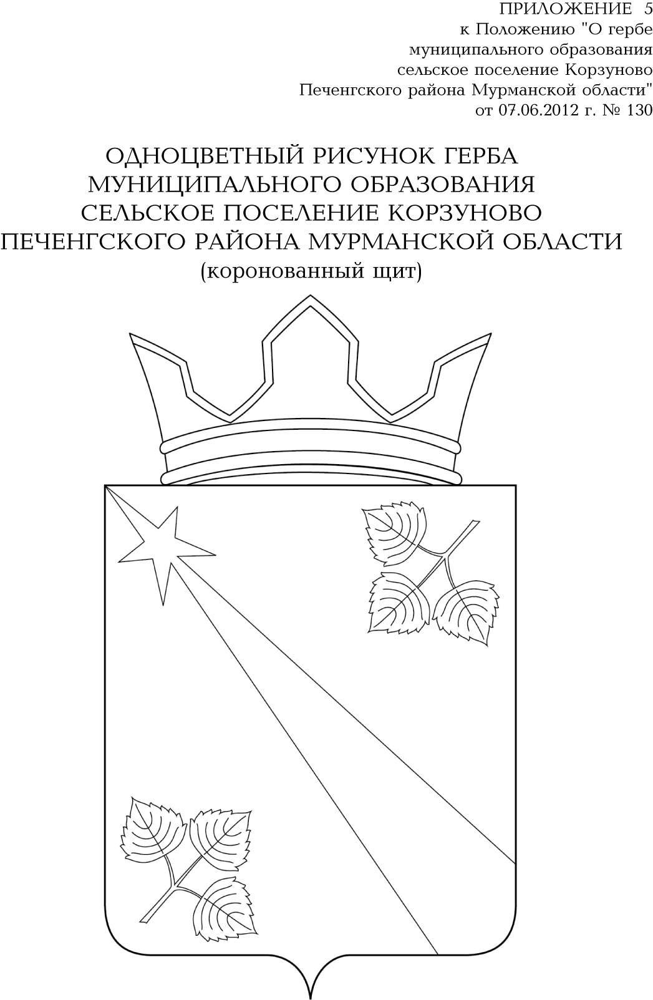 ПРИЛОЖЕНИЕ 5
к Положению "О гербе
муниципального образования
сельское поселение Корзуново
Печенгского района Мурманской области"
от 07.06.2012 г. № 130
ОДНОЦВЕТНЫЙ РИСУНОК ГЕРБА
МУНИЦИПАЛЬНОГО ОБРАЗОВАНИЯ
СЕЛЬСКОЕ ПОСЕЛЕНИЕ КОРЗУНОВО
ПЕЧЕНГСКОГО РАЙОНА МУРМАНСКОЙ ОБЛАСТИ
(коронованный щит)